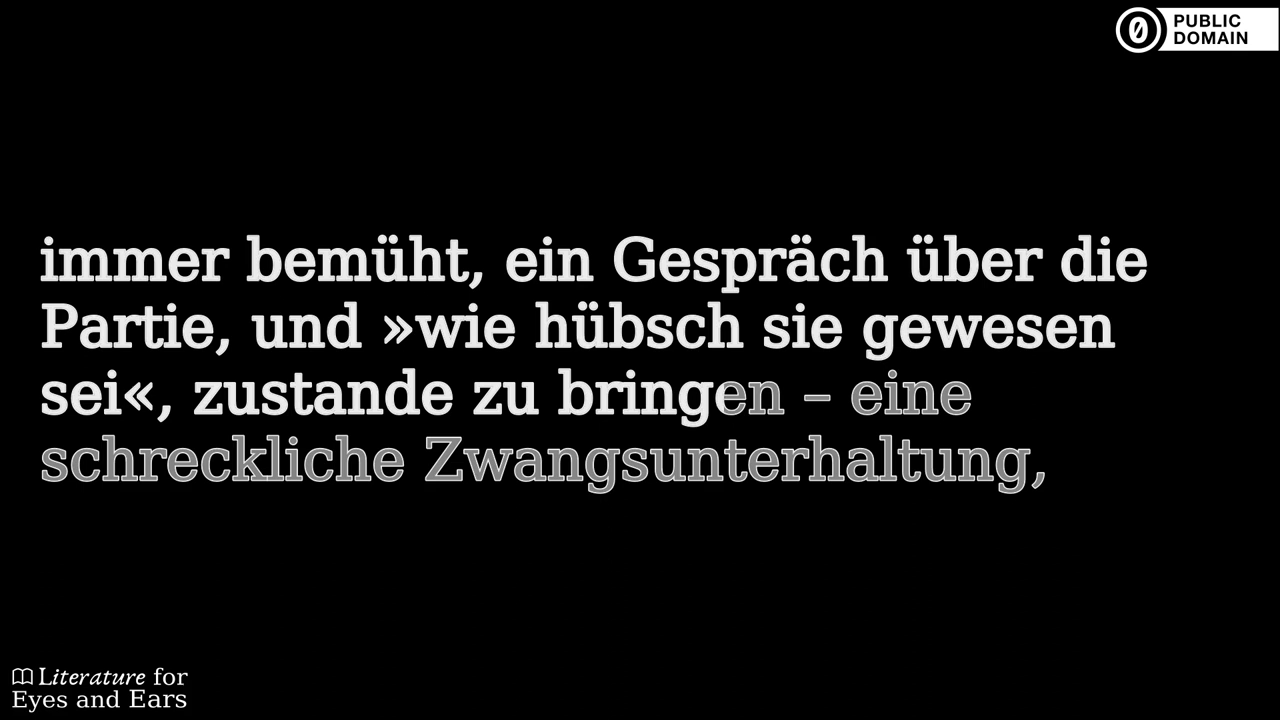 PUBLIC
DOMAIN
immer bemüht, ein Gespräch über die
Partie, und »wie hübsch sie gewesen
sei«, zustande zu bringen – eine
schreckliche Zwangsunterhaltung,
Literature for
Eyes and Ears